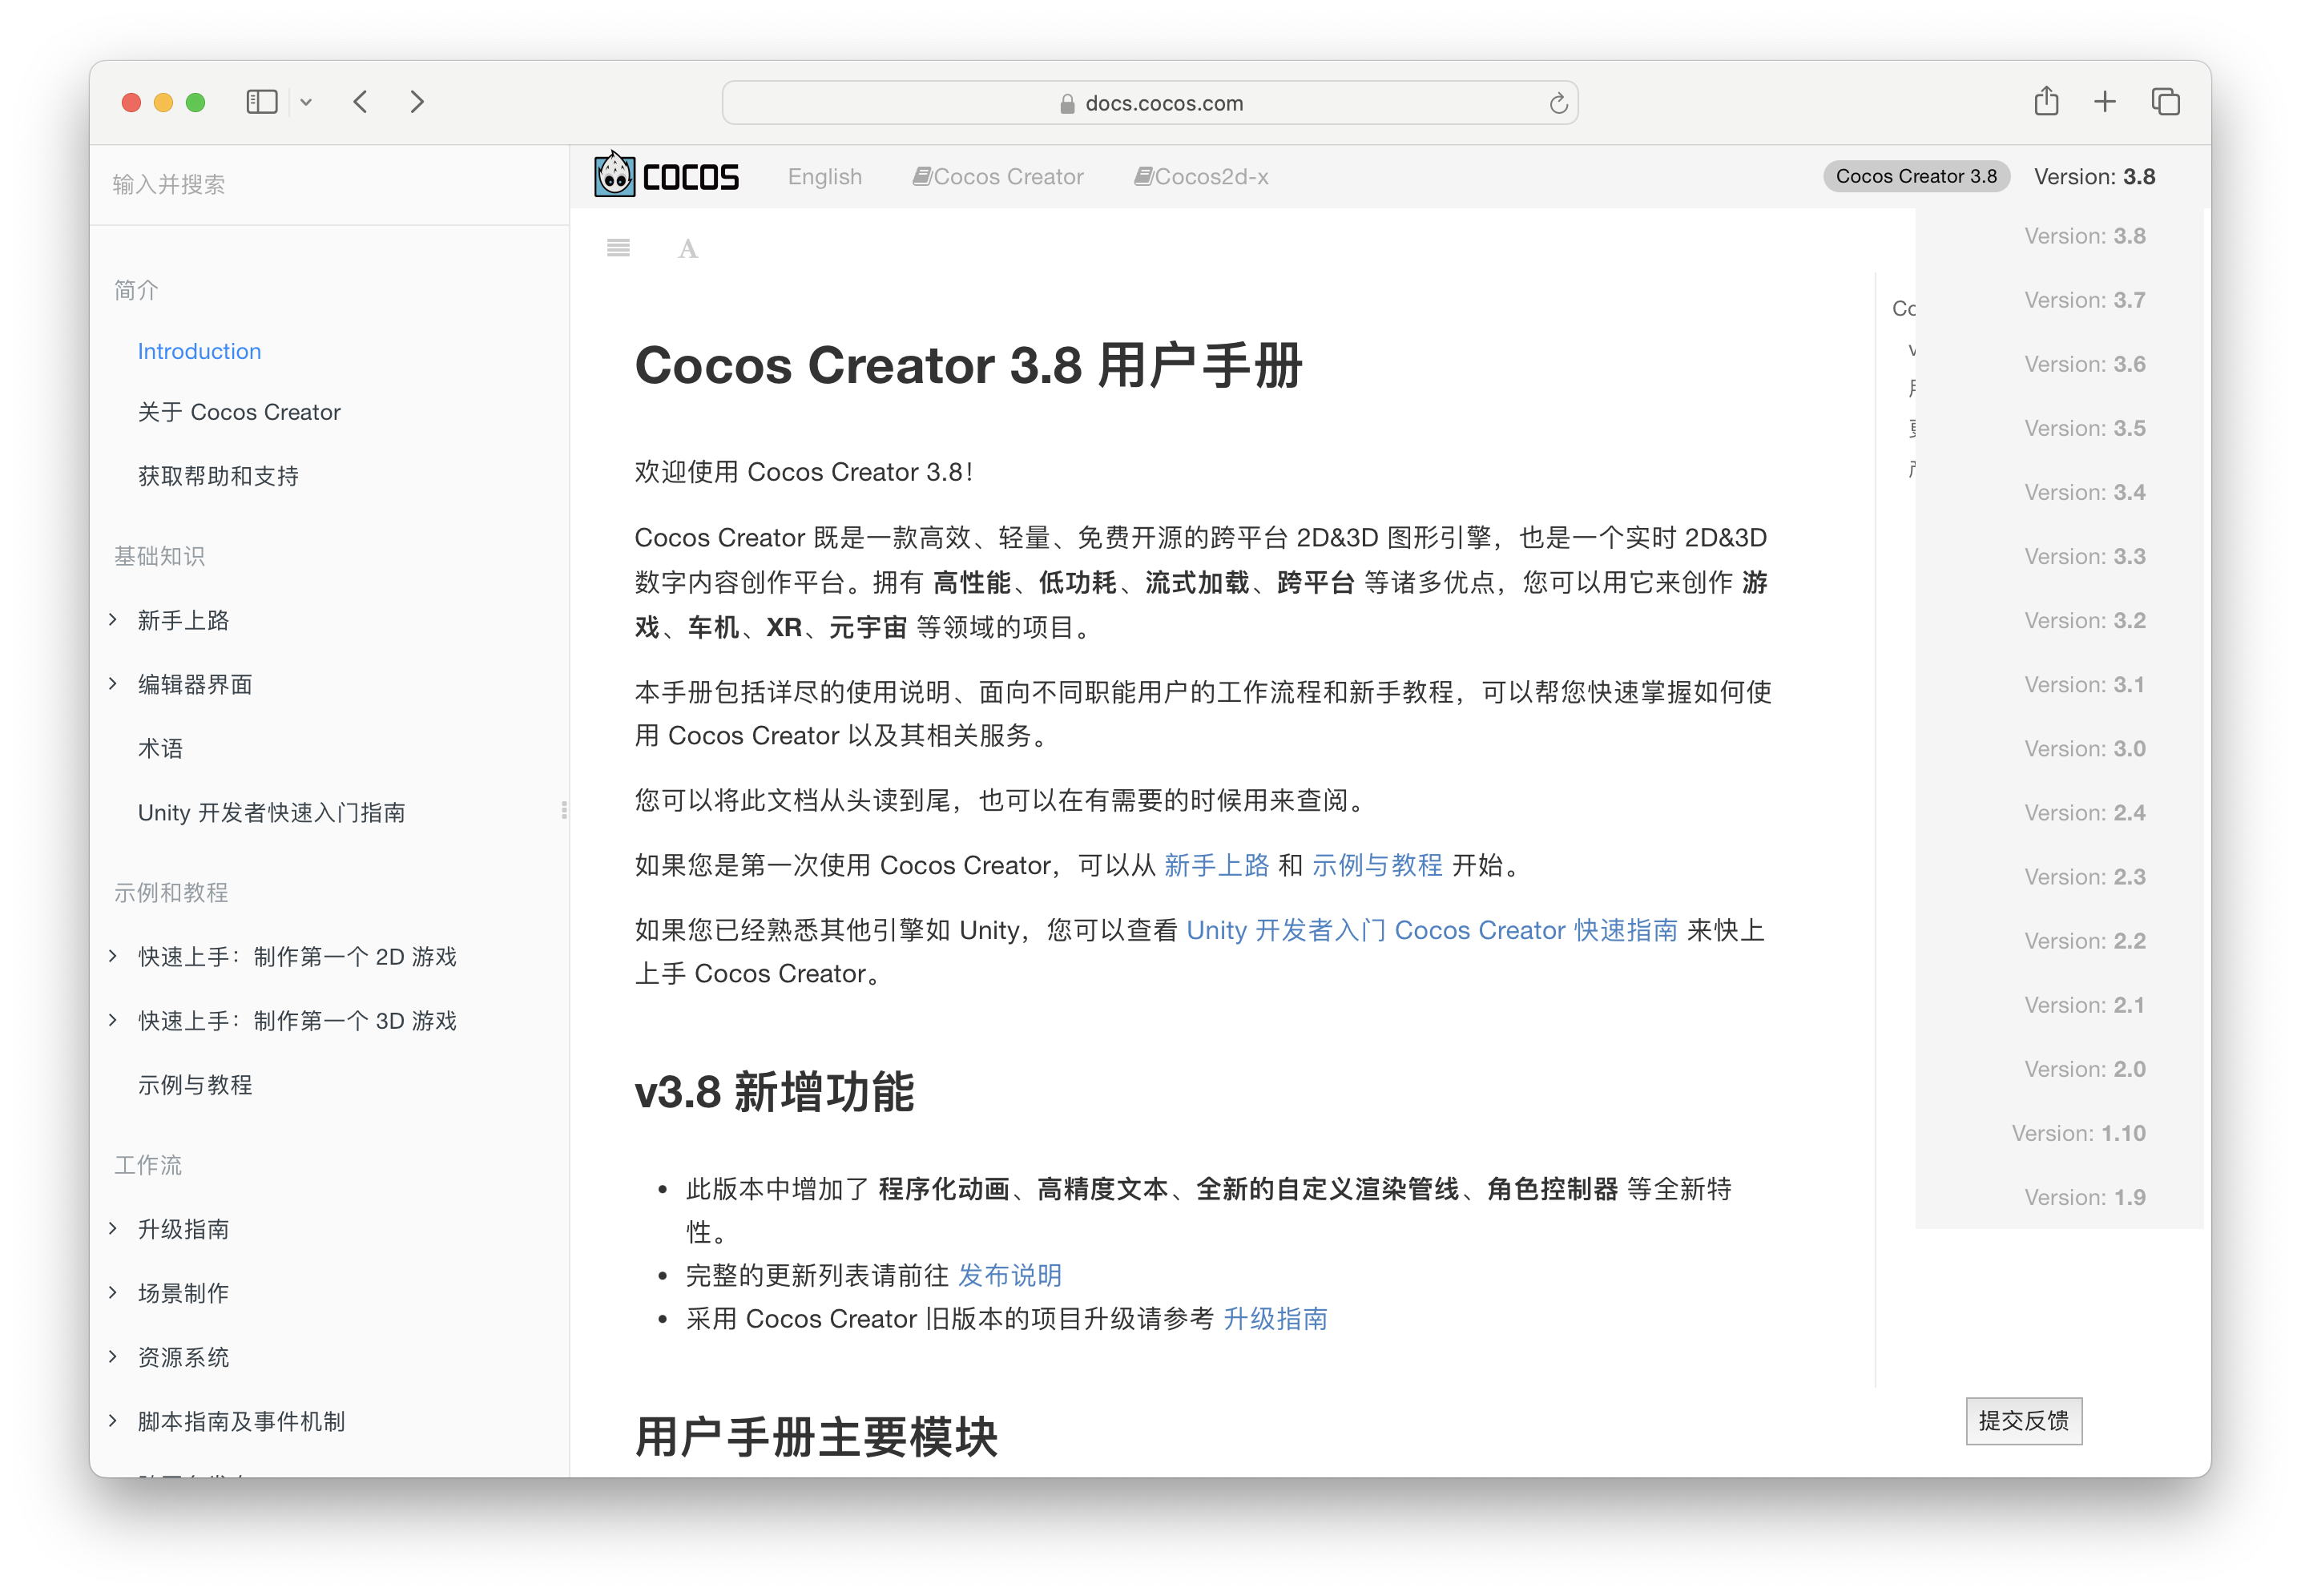 docs.cocos.com
输入并搜索
COCOS
English
Cocos Creator
Cocos2d-x
Cocos Creator 3.8
Version: 3.8
简介
Introduction
关于 Cocos Creator
获取帮助和支持
基础知识
新手上路
编辑器界面
术语
Unity 开发者快速入门指南
示例和教程
快速上手：制作第一个 2D 游戏
快速上手：制作第一个 3D 游戏
示例与教程
工作流
升级指南
场景制作
资源系统
脚本指南及事件机制
A
Cocos Creator 3.8 用户手册
欢迎使用 Cocos Creator 3.8！
Cocos Creator 既是一款高效、轻量、免费开源的跨平台 2D&3D 图形引擎，也是一个实时 2D&3D
数字内容创作平台。拥有 高性能、低功耗、流式加载、跨平台 等诸多优点，您可以用它来创作 游
戏、车机、XR、元宇宙 等领域的项目。
本手册包括详尽的使用说明、面向不同职能用户的工作流程和新手教程，可以帮您快速掌握如何使
用 Cocos Creator 以及其相关服务。
您可以将此文档从头读到尾，也可以在有需要的时候用来查阅。
如果您是第一次使用 Cocos Creator，可以从 新手上路 和 示例与教程 开始。
如果您已经熟悉其他引擎如 Unity，您可以查看 Unity 开发者入门 Cocos Creator 快速指南 来快上
上手 Cocos Creator。
v3.8 新增功能
此版本中增加了 程序化动画、高精度文本、全新的自定义渲染管线、角色控制器 等全新特
性。
完整的更新列表请前往 发布说明
采用 Cocos Creator 旧版本的项目升级请参考 升级指南
用户手册主要模块
Version: 3.8
Version: 3.7
Version: 3.6
Version: 3.5
Version: 3.4
Version: 3.3
Version: 3.2
Version: 3.1
Version: 3.0
Version: 2.4
Version: 2.3
Version: 2.2
Version: 2.1
Version: 2.0
Version: 1.10
Version: 1.9
提交反馈